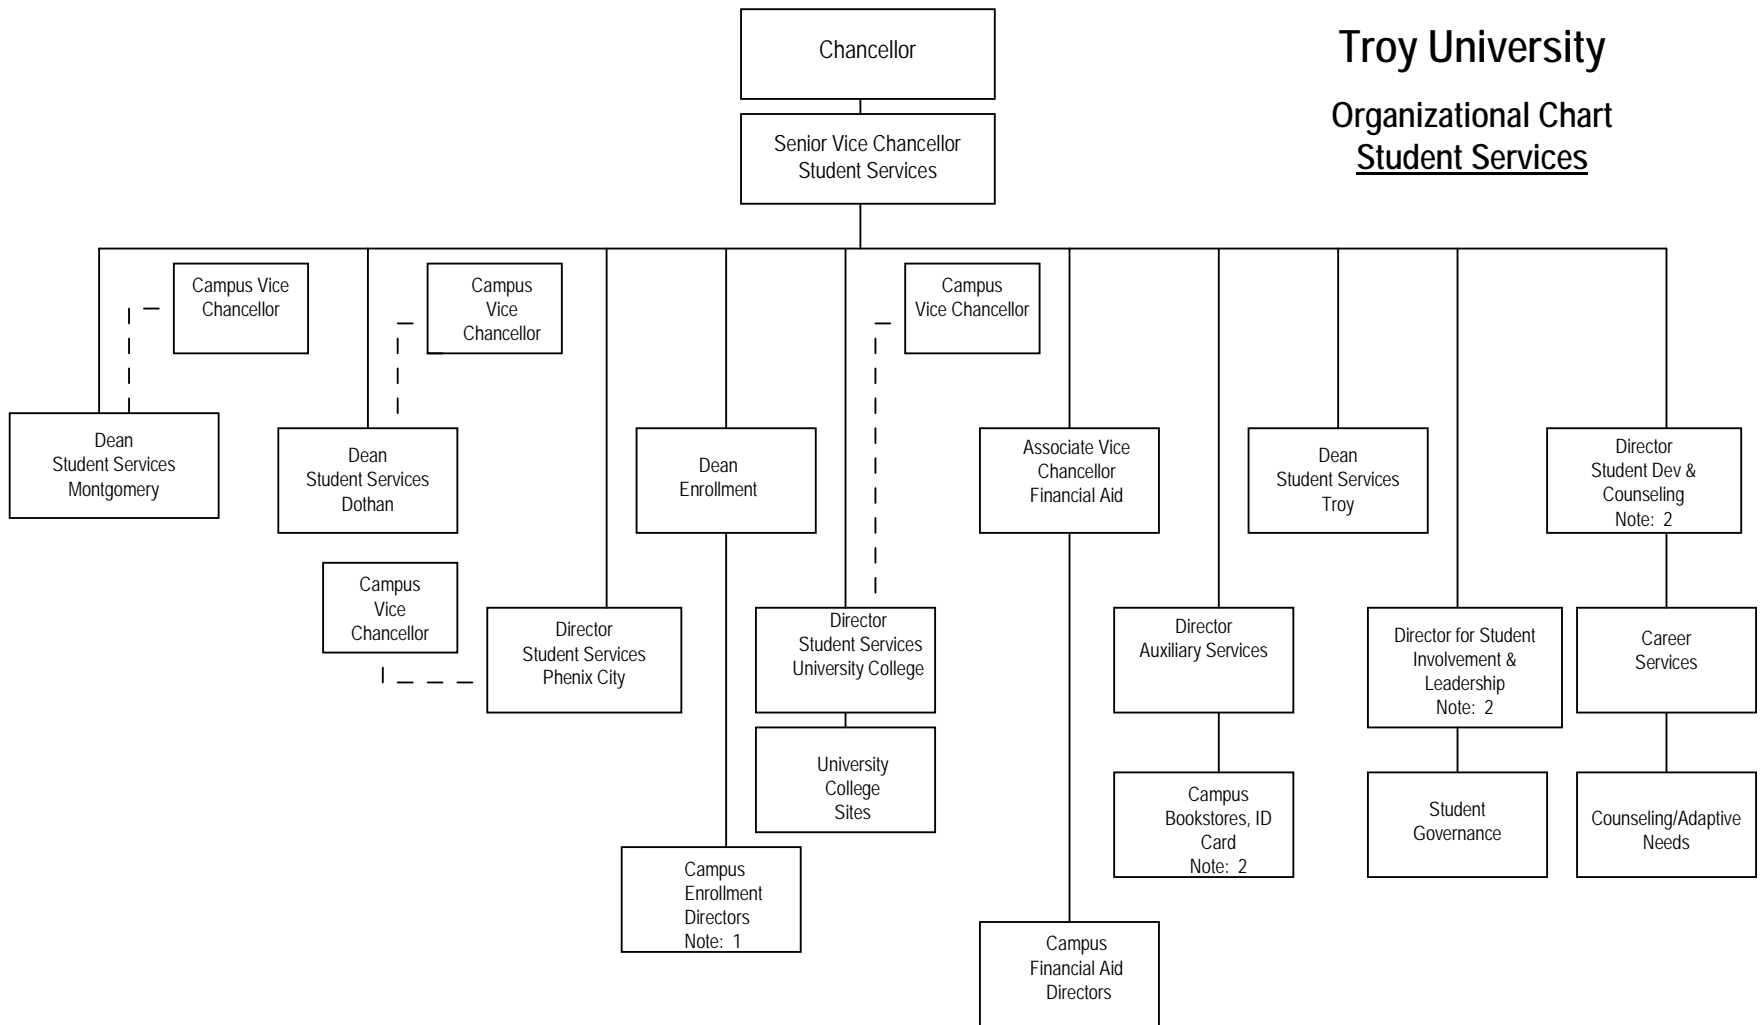 Chancellor
Troy University
Organizational Chart
Student Services
Senior Vice Chancellor
Student Services
Campus Vice
Chancellor
Campus
Vice
Chancellor
Campus
Vice Chancellor
Dean
Student Services
Montgomery
Dean
Student Services
Dothan
Dean
Enrollment
Associate Vice
Chancellor
Financial Aid
Dean
Student Services
Troy
Director
Student Dev &
Counseling
Note: 2
Campus
Vice
Chancellor
Director
Student Services
Phenix City
Director
Student Services
University College
Director
Auxiliary Services
Director for Student
Involvement &
Leadership
Note: 2
Career
Services
University
College
Sites
Campus
Bookstores, ID
Card
Note: 2
Student
Governance
Counseling/Adaptive
Needs
Campus
Enrollment
Directors
Note: 1
Campus
Financial Aid
Directors